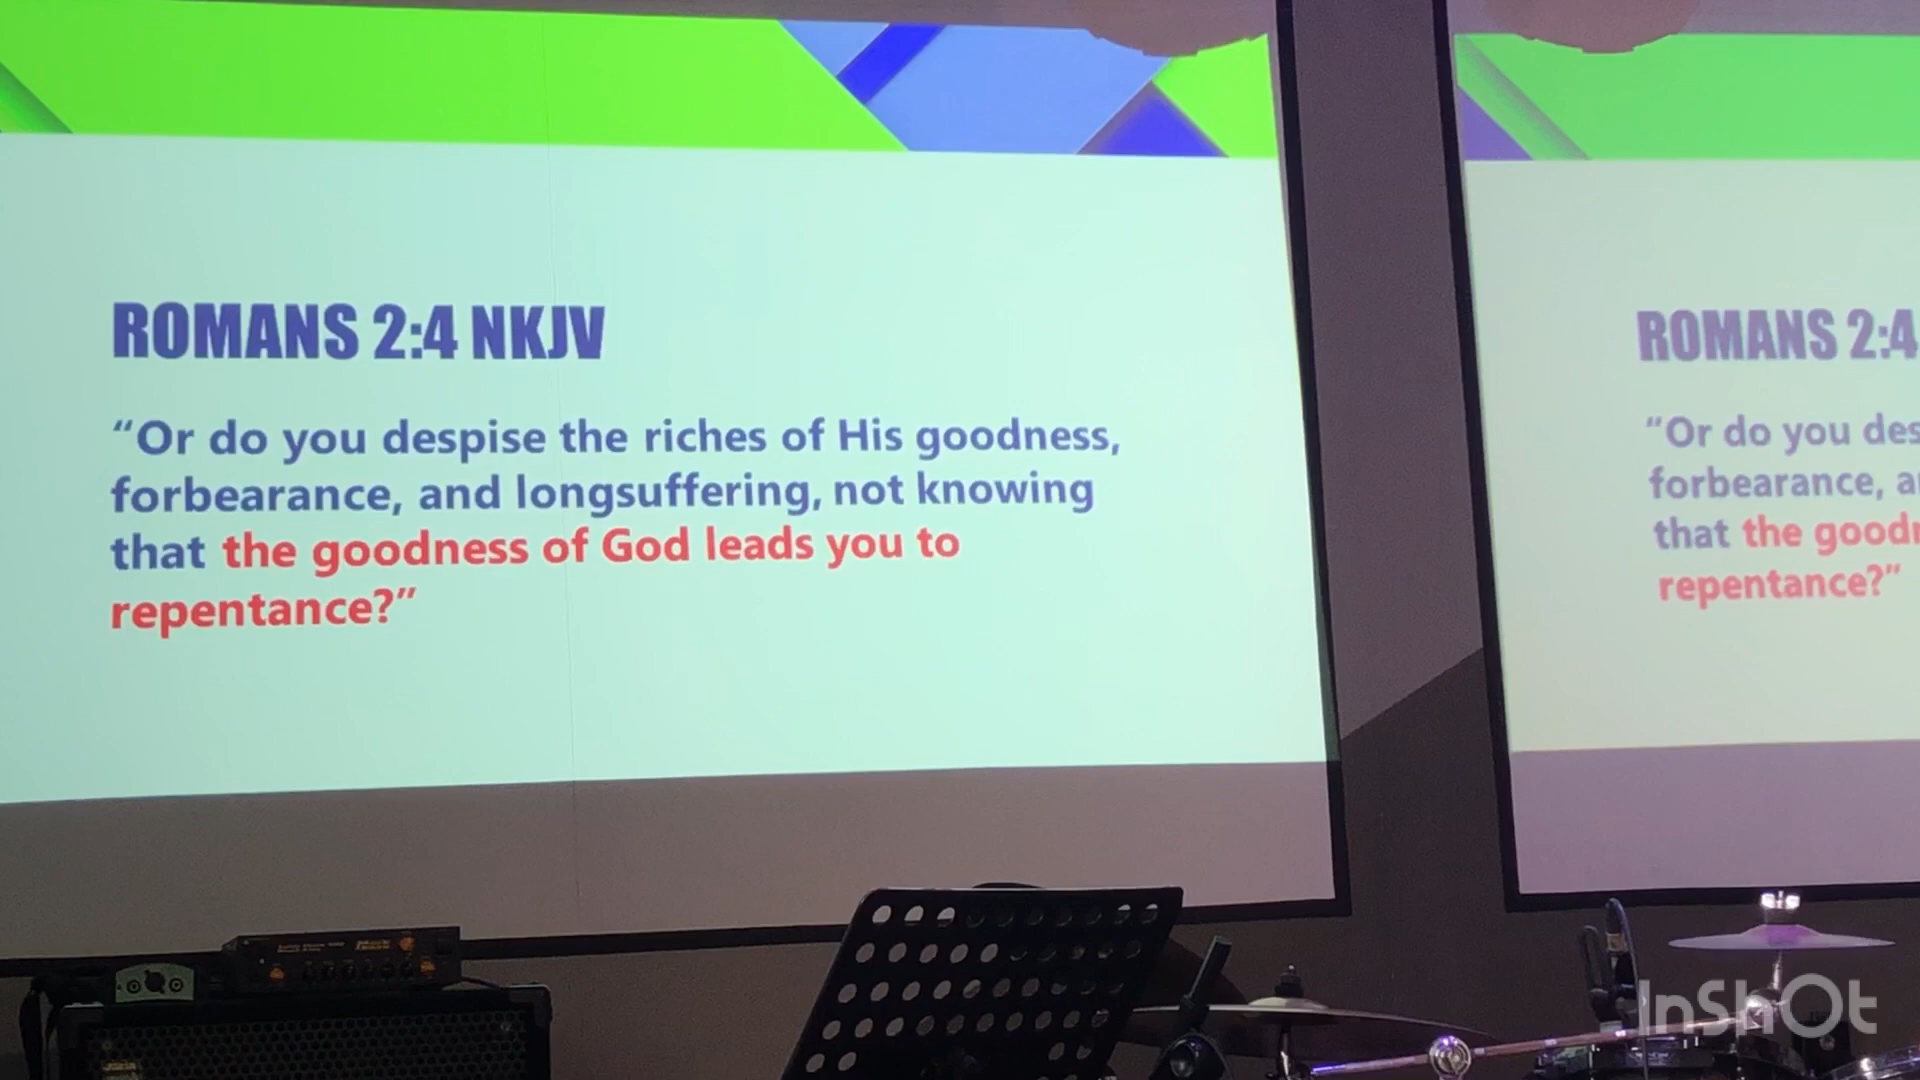 ROMANS 2:4 NKJV
“Or do you despise the riches of His goodness,
forbearance, and longsuffering, not knowing
that the goodness of God leads you to
repentance?”
ROMANS 2:4
“Or do you des
forbearance, a
that the good
repentance?”
InShOt